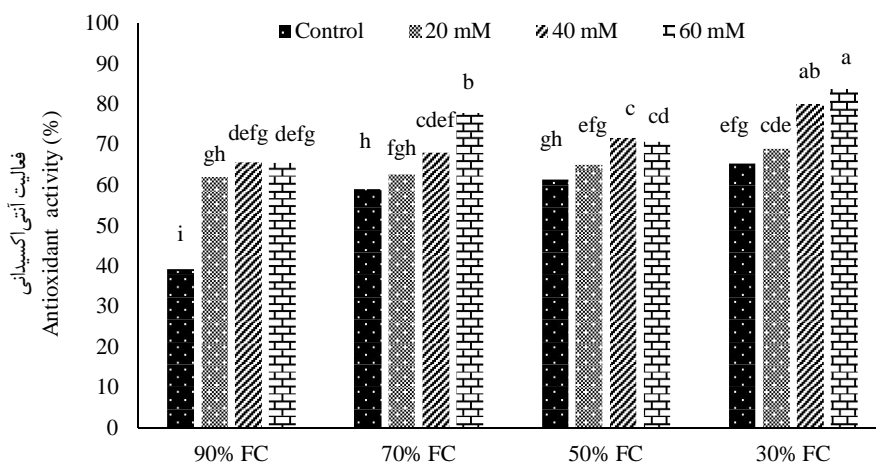 100
90
80
70
60
50
40
30
20
10
0
فعالیت آنتی‌اکسیدانی
Antioxidant activity (%)
Control 20 mM 40 mM 60 mM
i gh defg defg
h fgh cdef b
gh efg c cd
efg cde ab a
90% FC 70% FC 50% FC 30% FC